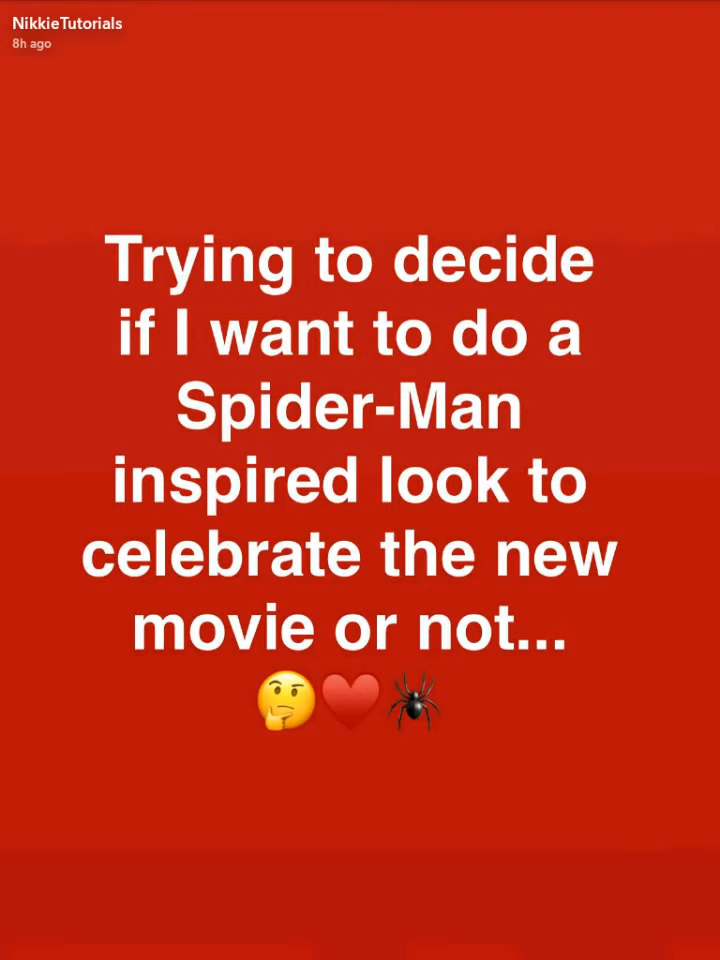 NikkieTutorials
8h ago
Trying to decide
if I want to do a
Spider-Man
inspired look to
celebrate the new
movie or not...
🤔❤️🕷️